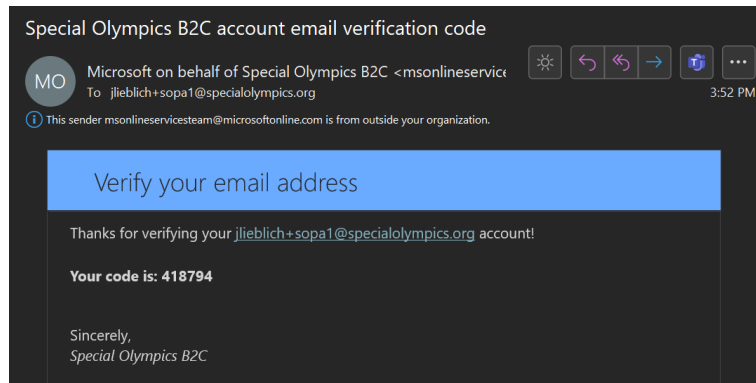 Special Olympics B2C account email verification code
MO
Microsoft on behalf of Special Olympics B2C <msonlineservice
To jlieblich+sopa1@specialolympics.org
3:52 PM
This sender msonlineservicesteam@microsoftonline.com is from outside your organization.
Verify your email address
Thanks for verifying your jlieblich+sopa1@specialolympics.org account!
Your code is: 418794
Sincerely,
Special Olympics B2C